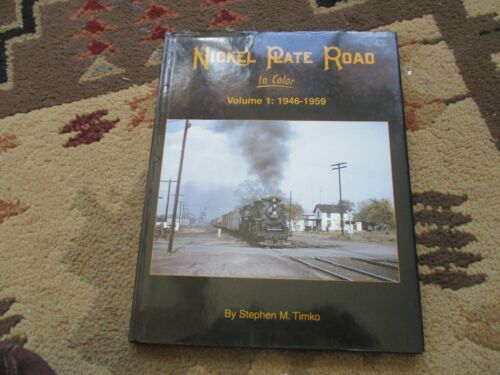 Nickel Plate Road
In Color
Volume 1: 1946-1959
By Stephen M. Timko